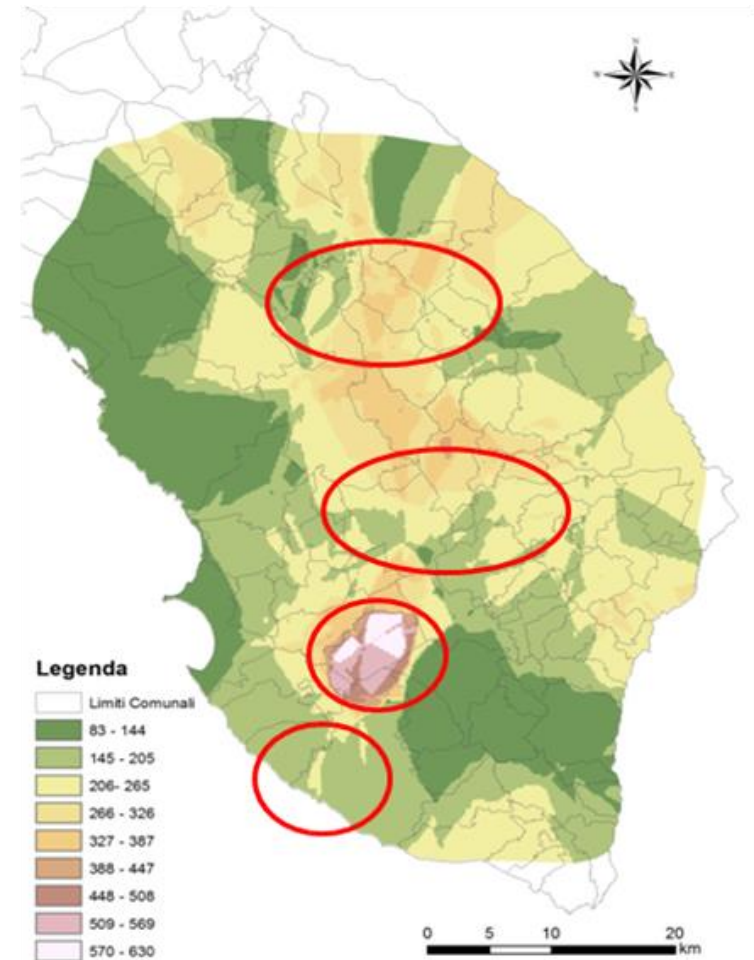 N
W
E
S
Legenda
Limiti Comunali
83 - 144
145 - 205
206- 265
266 - 326
327 - 387
388 - 447
448 - 508
509 - 569
570 - 630
0 5 10 20
km